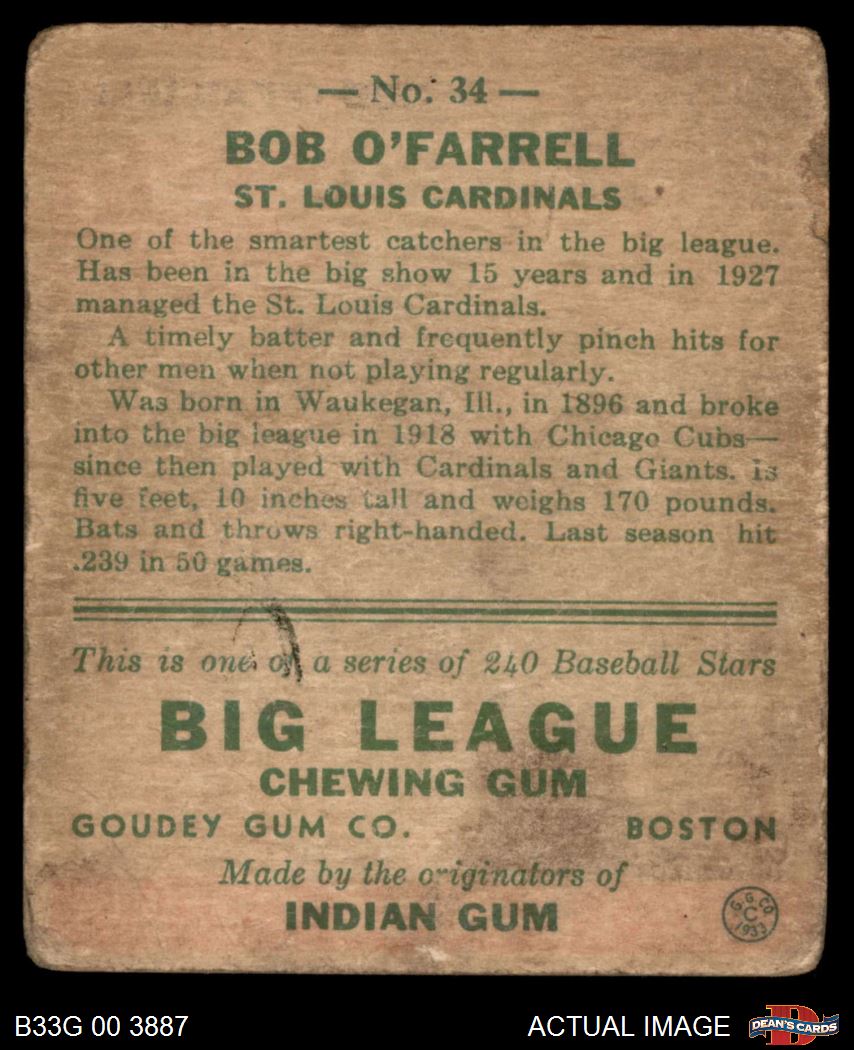 — No. 34 —
BOB O'FARRELL
ST. LOUIS CARDINALS
One of the smartest catchers in the big league.
Has been in the big show 15 years and in 1927
managed the St. Louis Cardinals.
A timely batter and frequently pinch hits for
other men when not playing regularly.
Was born in Waukegan, Ill., in 1896 and broke
into the big league in 1918 with Chicago Cubs—
since then played with Cardinals and Giants. Is
five feet, 10 inches tall and weighs 170 pounds.
Bats and throws right-handed. Last season hit
.239 in 50 games.
This is one of a series of 240 Baseball Stars
BIG LEAGUE
CHEWING GUM
GOUDEY GUM CO. BOSTON
Made by the originators of
INDIAN GUM
G.G.CO.
C
1933
B33G 00 3887 ACTUAL IMAGE
D
DEAN'S CARDS